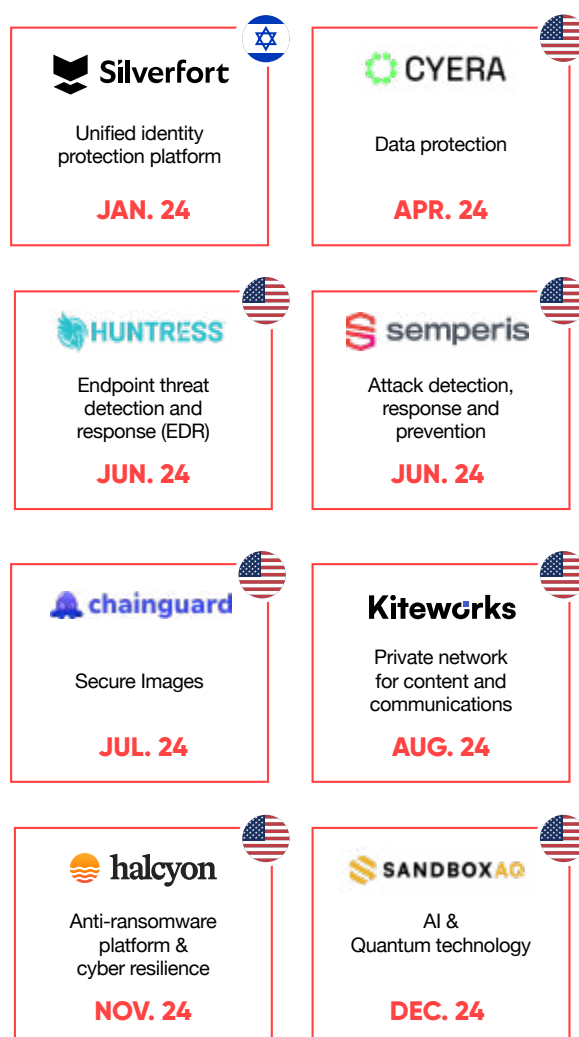 Silverfort
Unified identity
protection platform
JAN. 24
CYERA
Data protection
APR. 24
HUNTRESS
Endpoint threat
detection and
response (EDR)
JUN. 24
semperis
Attack detection,
response and
prevention
JUN. 24
chainguard
Secure Images
JUL. 24
Kiteworks
Private network
for content and
communications
AUG. 24
halcyon
Anti-ransomware
platform &
cyber resilience
NOV. 24
SANDBOXAQ
AI &
Quantum technology
DEC. 24